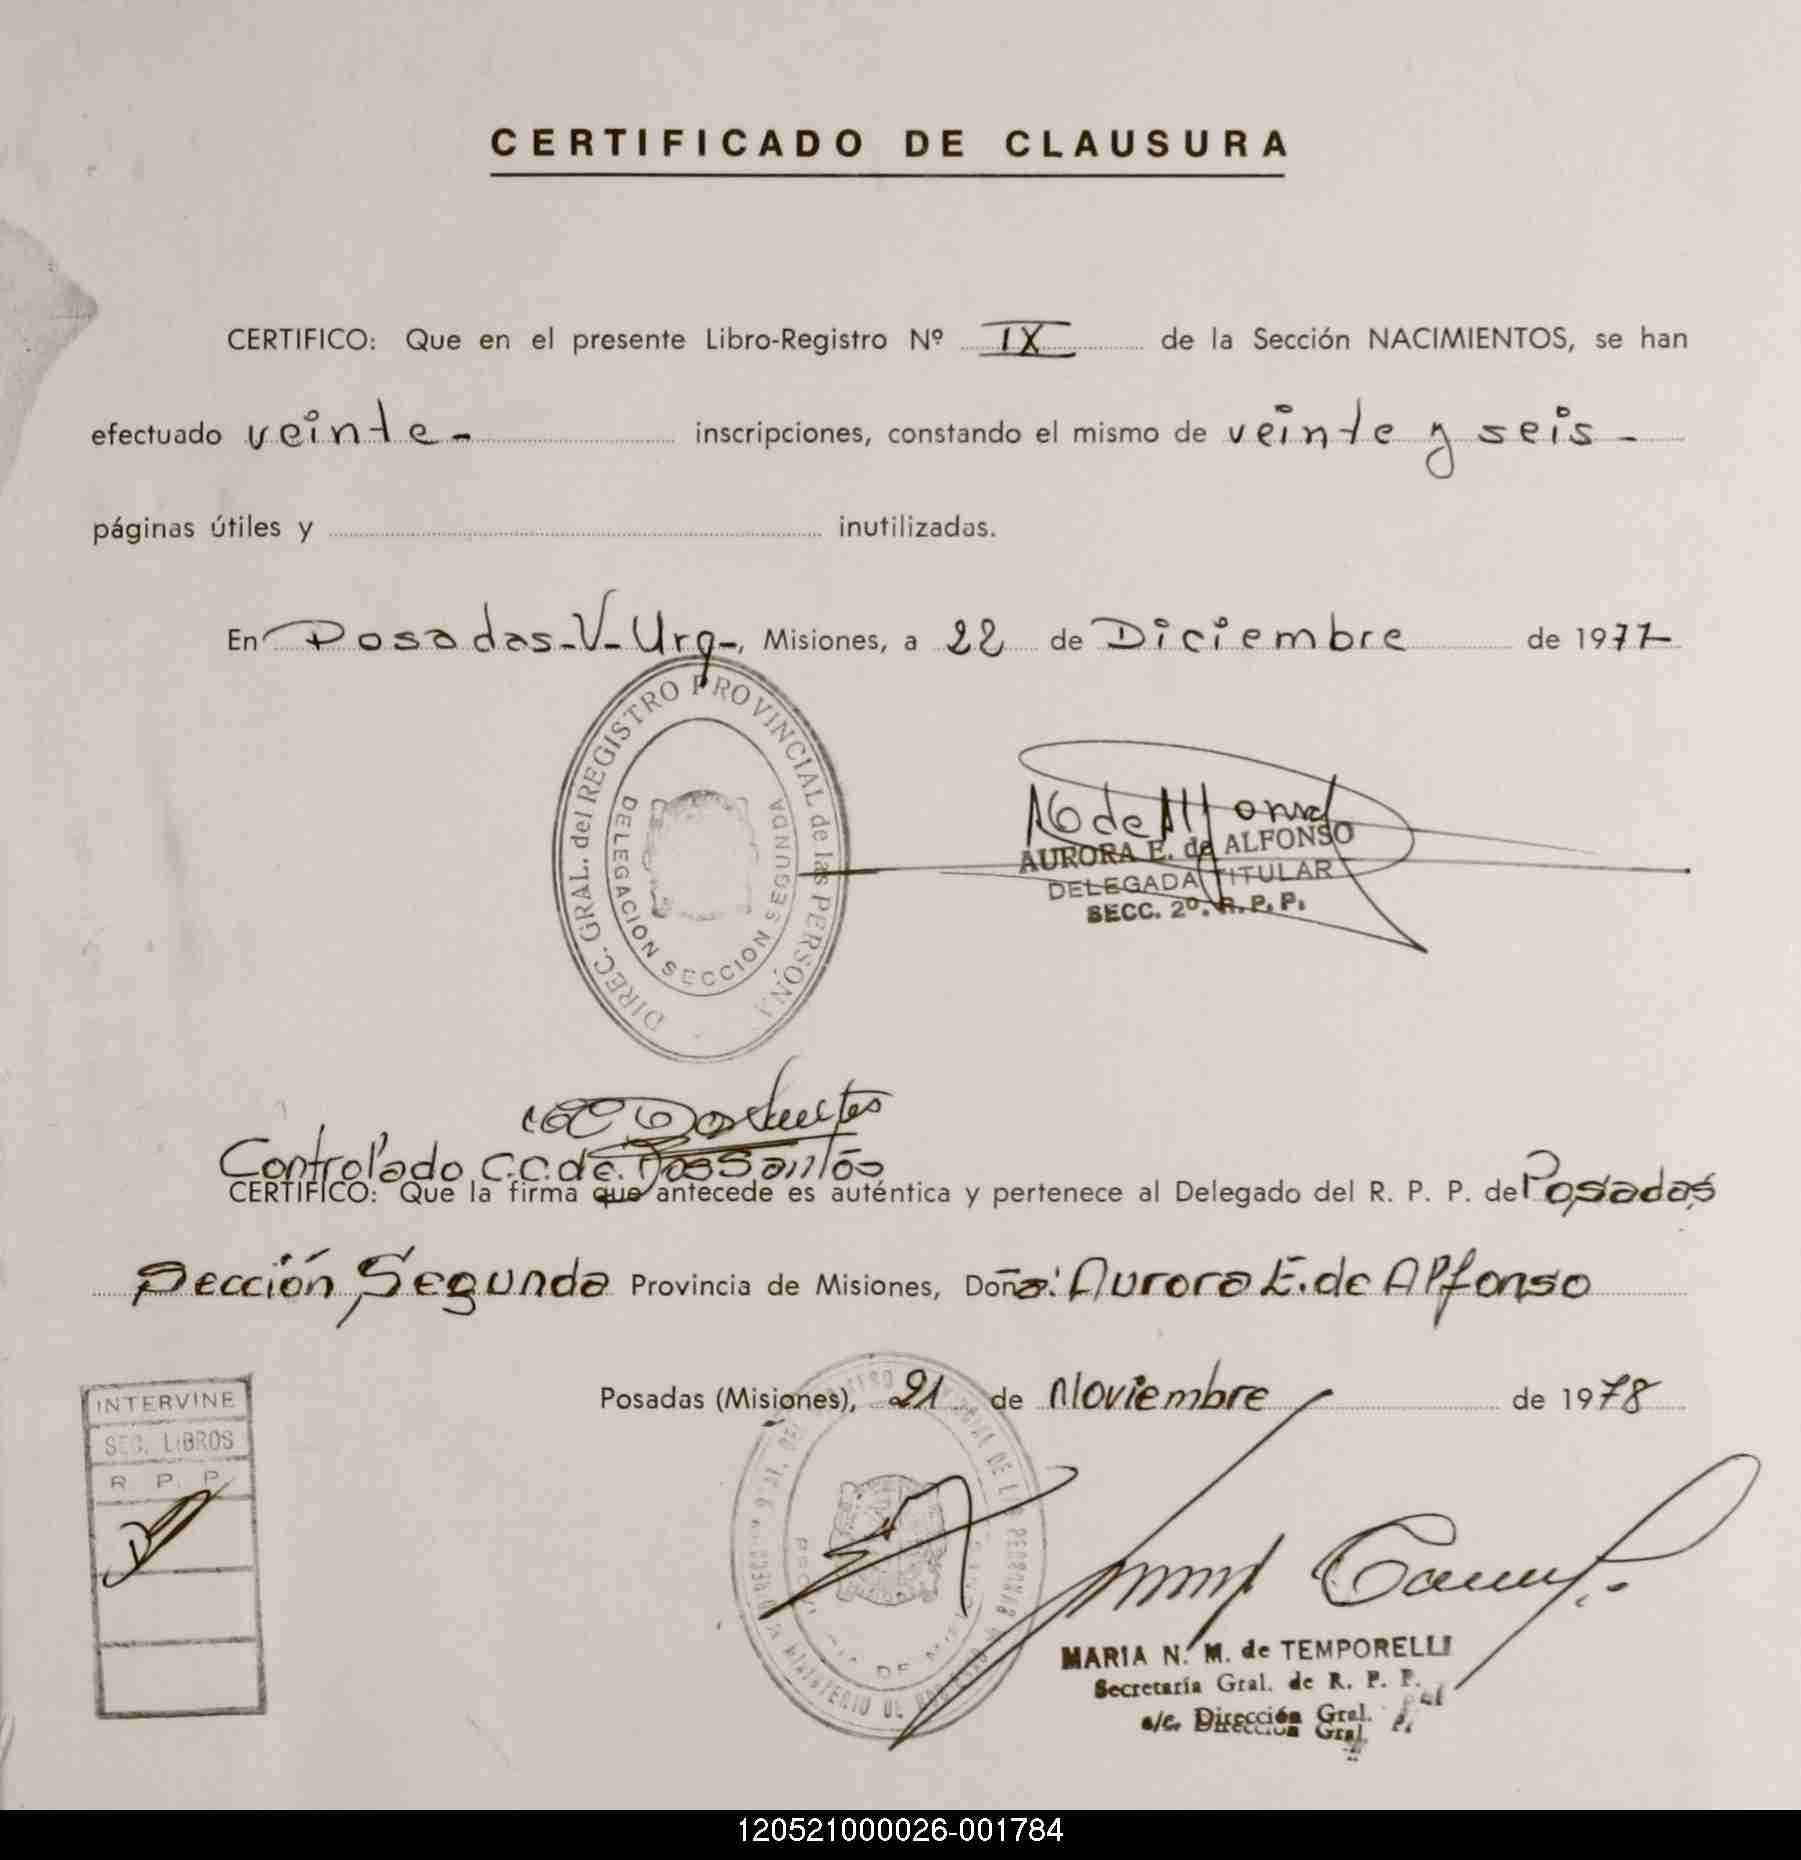 CERTIFICADO DE CLAUSURA
CERTIFICO: Que en el presente Libro-Registro Nº IX de la Sección NACIMIENTOS, se han
efectuado veinte- inscripciones, constando el mismo de veinte y seis-
páginas útiles y inutilizadas.
En Posadas-V-Urq-, Misiones, a 22 de Diciembre de 1977-
DIREC. GRAL. del REGISTRO PROVINCIAL de las PERSON
DELEGACION SECCION SEGUNDA
AURORA E. de ALFONSO
DELEGADA TITULAR
SECC. 2º. R. P. P.
Controlado C.C. de Dos Santos
CERTIFICO: Que la firma que antecede es auténtica y pertenece al Delegado del R. P. P. de Posadas
Sección Segunda Provincia de Misiones, Doña: Aurora E. de Alfonso
Posadas (Misiones), 21 de Noviembre de 1978
INTERVINE
SEC. LIBROS
R. P. P.
MARIA N. M. de TEMPORELLI
Secretaría Gral. de R. P. P.
a/c. Dirección Gral.
120521000026-001784